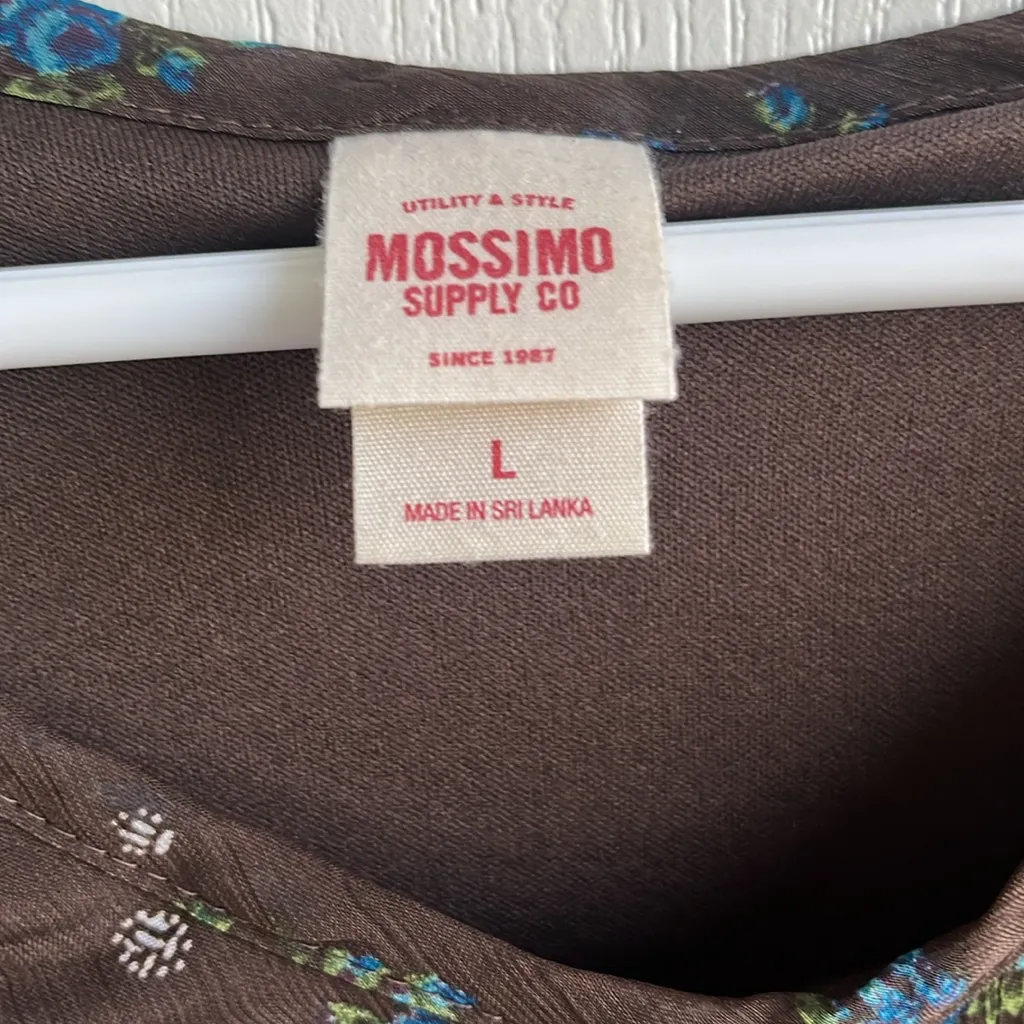 UTILITY & STYLE
MOSSIMO
SUPPLY CO
SINCE 1987
L
MADE IN SRI LANKA